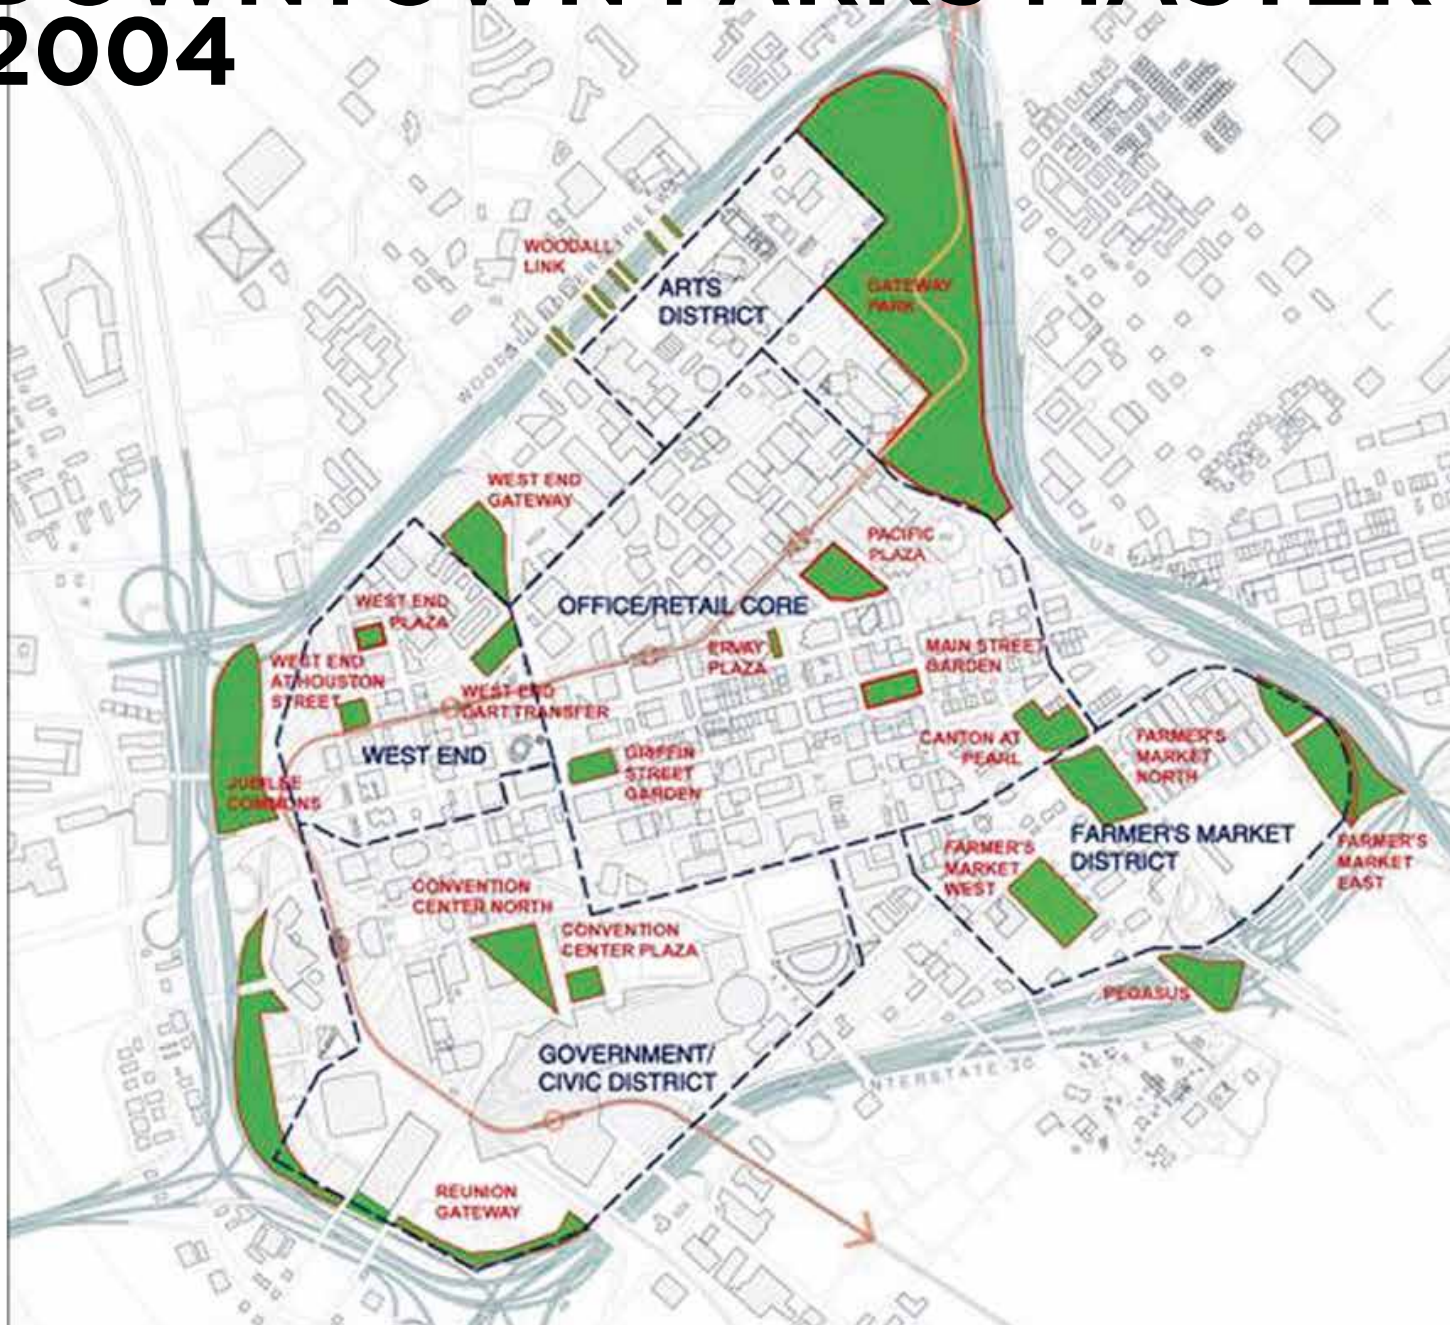 DOWNTOWN PARKS MASTER
2004
WOODALL
LINK
ARTS
DISTRICT
GATEWAY
PARK
WEST END
GATEWAY
PACIFIC
PLAZA
WEST END
PLAZA
OFFICE/RETAIL CORE
ERVAY
PLAZA
MAIN STREET
GARDEN
WEST END
AT HOUSTON
STREET
WEST END
DART TRANSFER
WEST END
GRIFFIN
STREET
GARDEN
CANTON AT
PEARL
FARMER'S
MARKET
NORTH
JUBILEE
COMMONS
FARMER'S MARKET
DISTRICT
FARMER'S
MARKET
WEST
FARMER'S
MARKET
EAST
CONVENTION
CENTER NORTH
CONVENTION
CENTER PLAZA
PEGASUS
GOVERNMENT/
CIVIC DISTRICT
INTERSTATE 30
REUNION
GATEWAY